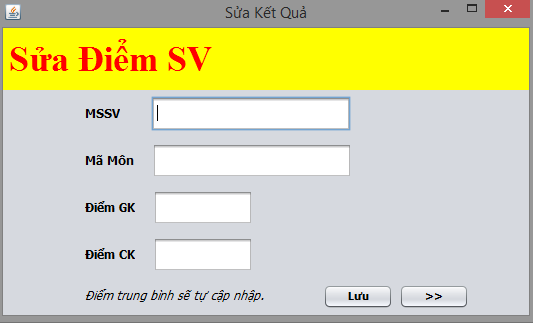 Sửa Kết Quả
Sửa Điểm SV
MSSV
Mã Môn
Điểm GK
Điểm CK
Điểm trung bình sẽ tự cập nhập.
Lưu >>